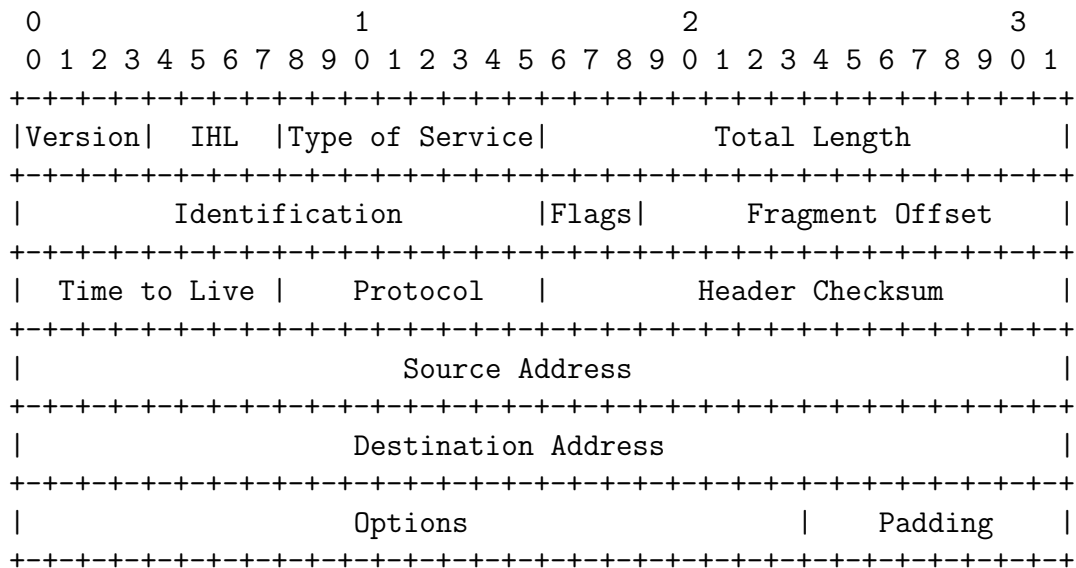 0                   1                   2                   3
 0 1 2 3 4 5 6 7 8 9 0 1 2 3 4 5 6 7 8 9 0 1 2 3 4 5 6 7 8 9 0 1
+-+-+-+-+-+-+-+-+-+-+-+-+-+-+-+-+-+-+-+-+-+-+-+-+-+-+-+-+-+-+-+-+
|Version|  IHL  |Type of Service|          Total Length         |
+-+-+-+-+-+-+-+-+-+-+-+-+-+-+-+-+-+-+-+-+-+-+-+-+-+-+-+-+-+-+-+-+
|         Identification        |Flags|      Fragment Offset    |
+-+-+-+-+-+-+-+-+-+-+-+-+-+-+-+-+-+-+-+-+-+-+-+-+-+-+-+-+-+-+-+-+
|  Time to Live |    Protocol   |         Header Checksum       |
+-+-+-+-+-+-+-+-+-+-+-+-+-+-+-+-+-+-+-+-+-+-+-+-+-+-+-+-+-+-+-+-+
|                       Source Address                          |
+-+-+-+-+-+-+-+-+-+-+-+-+-+-+-+-+-+-+-+-+-+-+-+-+-+-+-+-+-+-+-+-+
|                    Destination Address                        |
+-+-+-+-+-+-+-+-+-+-+-+-+-+-+-+-+-+-+-+-+-+-+-+-+-+-+-+-+-+-+-+-+
|                    Options                    |    Padding    |
+-+-+-+-+-+-+-+-+-+-+-+-+-+-+-+-+-+-+-+-+-+-+-+-+-+-+-+-+-+-+-+-+